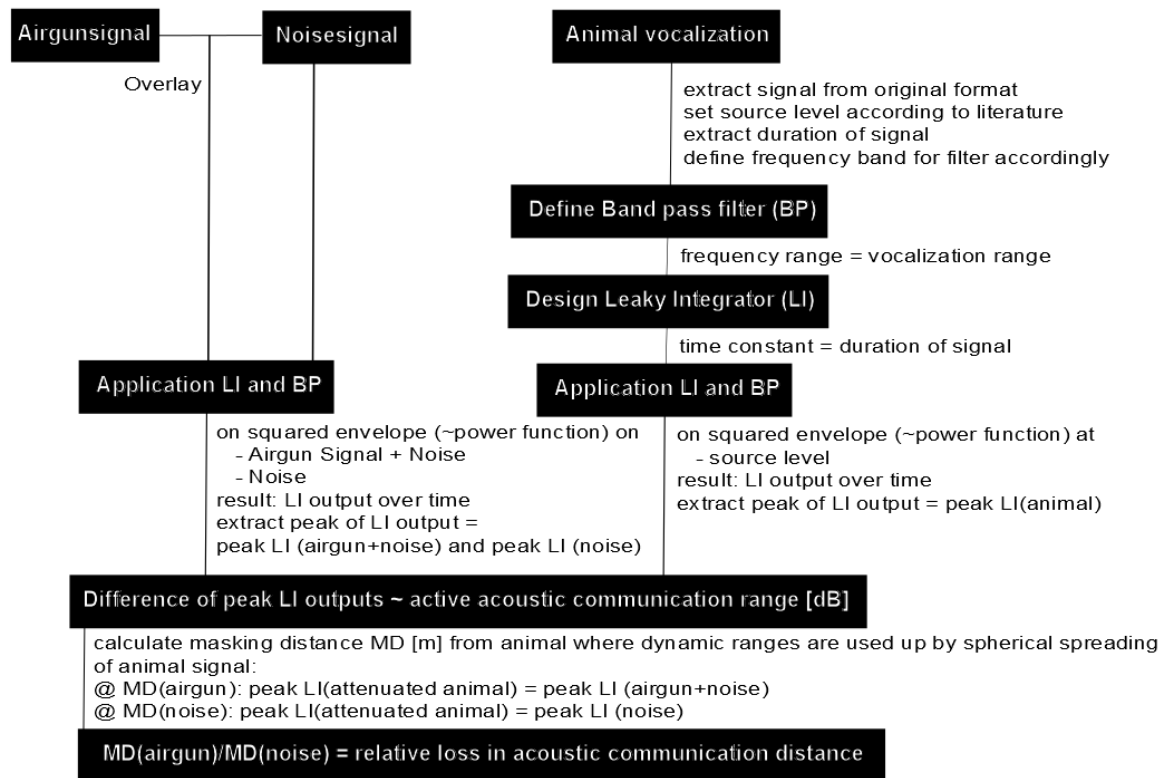 Airgunsignal
Noisesignal
Overlay
Animal vocalization
extract signal from original format
set source level according to literature
extract duration of signal
define frequency band for filter accordingly
Define Band pass filter (BP)
frequency range = vocalization range
Design Leaky Integrator (LI)
time constant = duration of signal
Application LI and BP
on squared envelope (~power function) on
- Airgun Signal + Noise
- Noise
result: LI output over time
extract peak of LI output =
peak LI (airgun+noise) and peak LI (noise)
Application LI and BP
on squared envelope (~power function) at
- source level
result: LI output over time
extract peak of LI output = peak LI(animal)
Difference of peak LI outputs ~ active acoustic communication range [dB]
calculate masking distance MD [m] from animal where dynamic ranges are used up by spherical spreading
of animal signal:
@ MD(airgun): peak LI(attenuated animal) = peak LI (airgun+noise)
@ MD(noise): peak LI(attenuated animal) = peak LI (noise)
MD(airgun)/MD(noise) = relative loss in acoustic communication distance